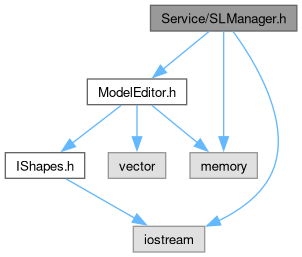 Service/SLManager.h
ModelEditor.h
IShapes.h
vector
memory
iostream